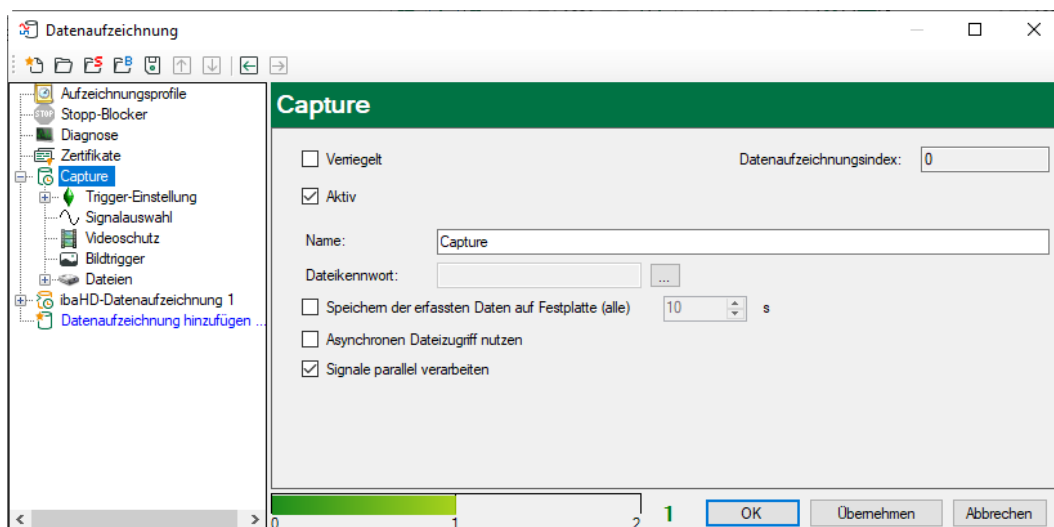 Datenaufzeichnung
Aufzeichnungsprofile
STOP
Stopp-Blocker
Diagnose
Zertifikate
Capture
Trigger-Einstellung
Signalauswahl
Videoschutz
Bildtrigger
Dateien
ibaHD-Datenaufzeichnung 1
Datenaufzeichnung hinzufügen ...
Capture
Verriegelt
Datenaufzeichnungsindex: 0
Aktiv
Name: Capture
Dateikennwort: ...
Speichern der erfassten Daten auf Festplatte (alle) 10 s
Asynchronen Dateizugriff nutzen
Signale parallel verarbeiten
0 1 2 1
OK Übernehmen Abbrechen